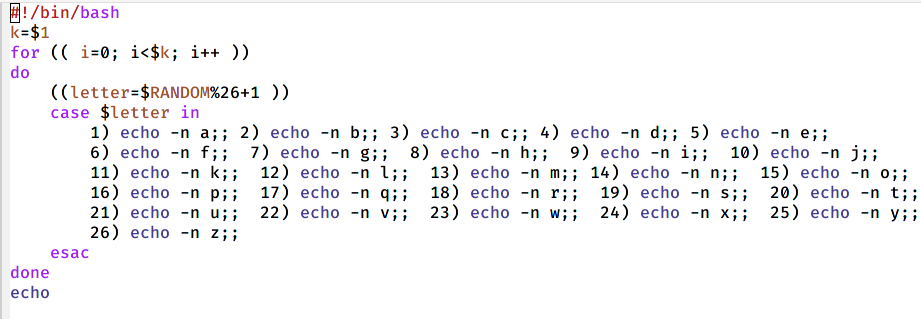 #!/bin/bash
k=$1
for (( i=0; i<$k; i++ ))
do
    ((letter=$RANDOM%26+1 ))
    case $letter in
        1) echo -n a;; 2) echo -n b;; 3) echo -n c;; 4) echo -n d;; 5) echo -n e;;
        6) echo -n f;;  7) echo -n g;;  8) echo -n h;;  9) echo -n i;;  10) echo -n j;;
        11) echo -n k;;  12) echo -n l;;  13) echo -n m;; 14) echo -n n;;  15) echo -n o;;
        16) echo -n p;;  17) echo -n q;;  18) echo -n r;;  19) echo -n s;;  20) echo -n t;;
        21) echo -n u;;  22) echo -n v;;  23) echo -n w;;  24) echo -n x;;  25) echo -n y;;
        26) echo -n z;;
    esac
done
echo